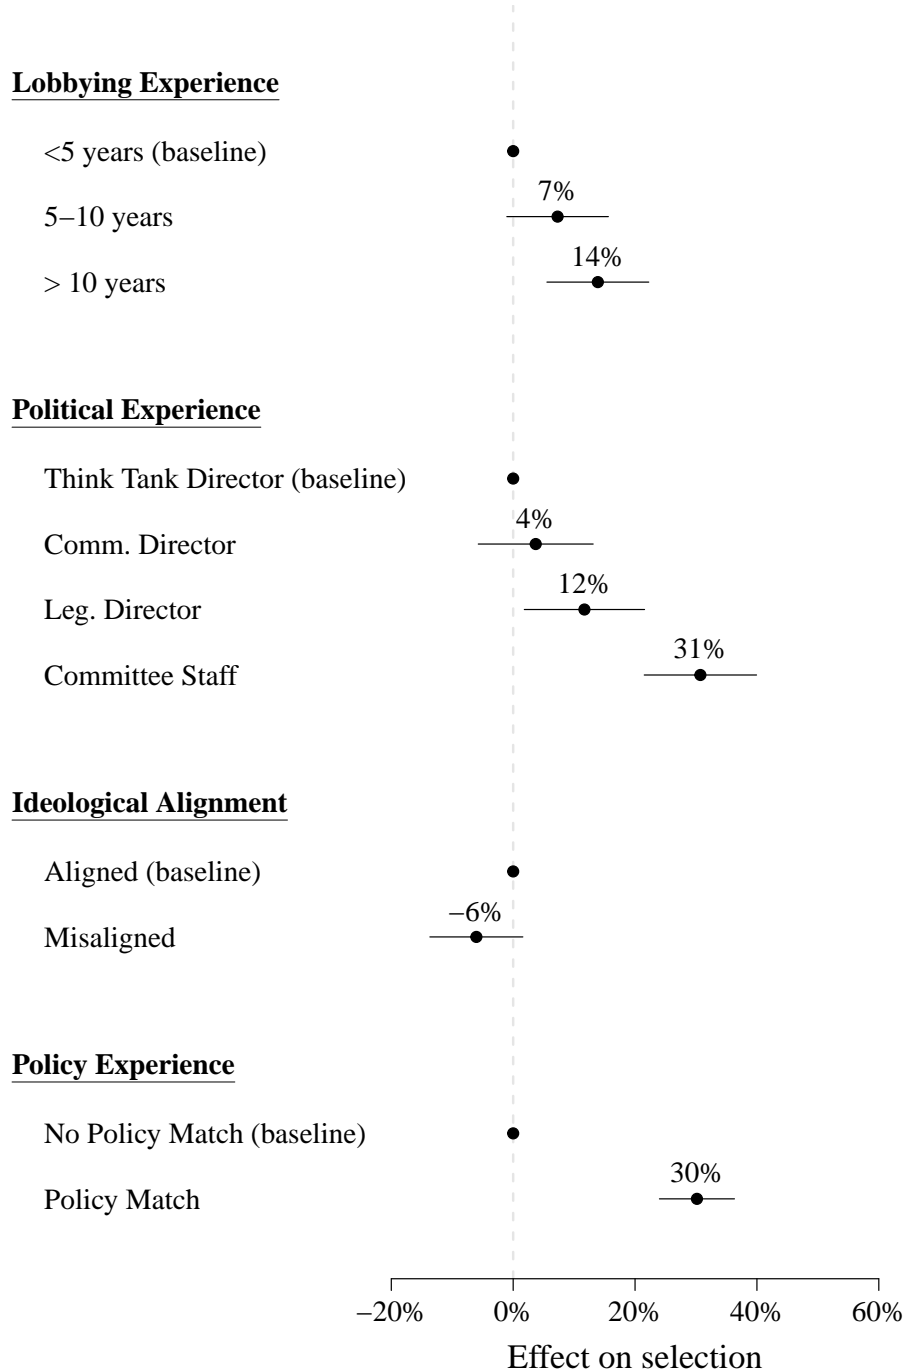 Lobbying Experience
<5 years (baseline)
7%
5−10 years
14%
> 10 years
Political Experience
Think Tank Director (baseline)
4%
Comm. Director
12%
Leg. Director
31%
Committee Staff
Ideological Alignment
Aligned (baseline)
−6%
Misaligned
Policy Experience
No Policy Match (baseline)
30%
Policy Match
−20% 0% 20% 40% 60%
Effect on selection